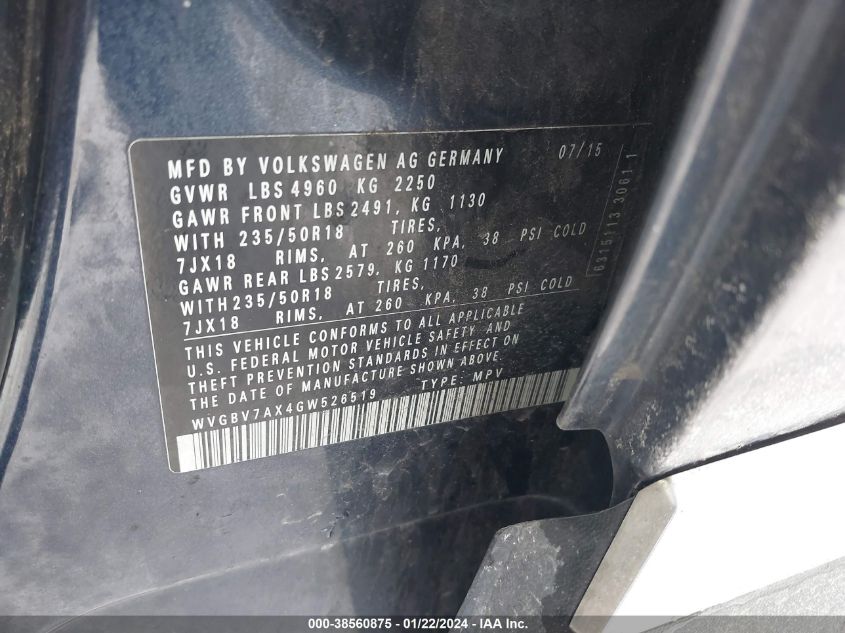 MFD BY VOLKSWAGEN AG GERMANY 07/15
GVWR LBS 4960 KG 2250
GAWR FRONT LBS 2491, KG 1130
WITH 235/50R18 TIRES,
7JX18 RIMS, AT 260 KPA, 38 PSI COLD
GAWR REAR LBS 2579, KG 1170
WITH 235/50R18 TIRES,
7JX18 RIMS, AT 260 KPA, 38 PSI COLD
THIS VEHICLE CONFORMS TO ALL APPLICABLE
U.S. FEDERAL MOTOR VEHICLE SAFETY AND
THEFT PREVENTION STANDARDS IN EFFECT ON
THE DATE OF MANUFACTURE SHOWN ABOVE.
WVGBV7AX4GW526519 TYPE: MPV
000-38560875 - 01/22/2024 - IAA Inc.